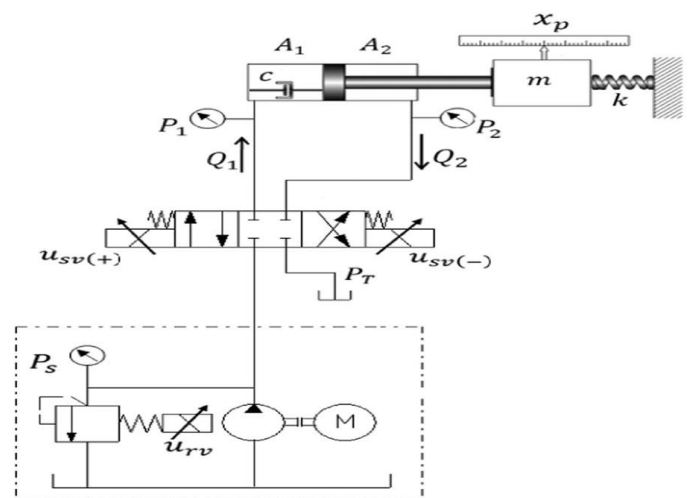 x_p
A_1 A_2
c
m
k
P_1
P_2
Q_1
Q_2
u_sv(+)
P_T
u_sv(−)
P_s
M
u_rv